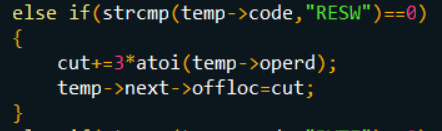 else if(strcmp(temp->code,"RESW")==0)
{
cut+=3*atoi(temp->operd);
temp->next->offloc=cut;
}